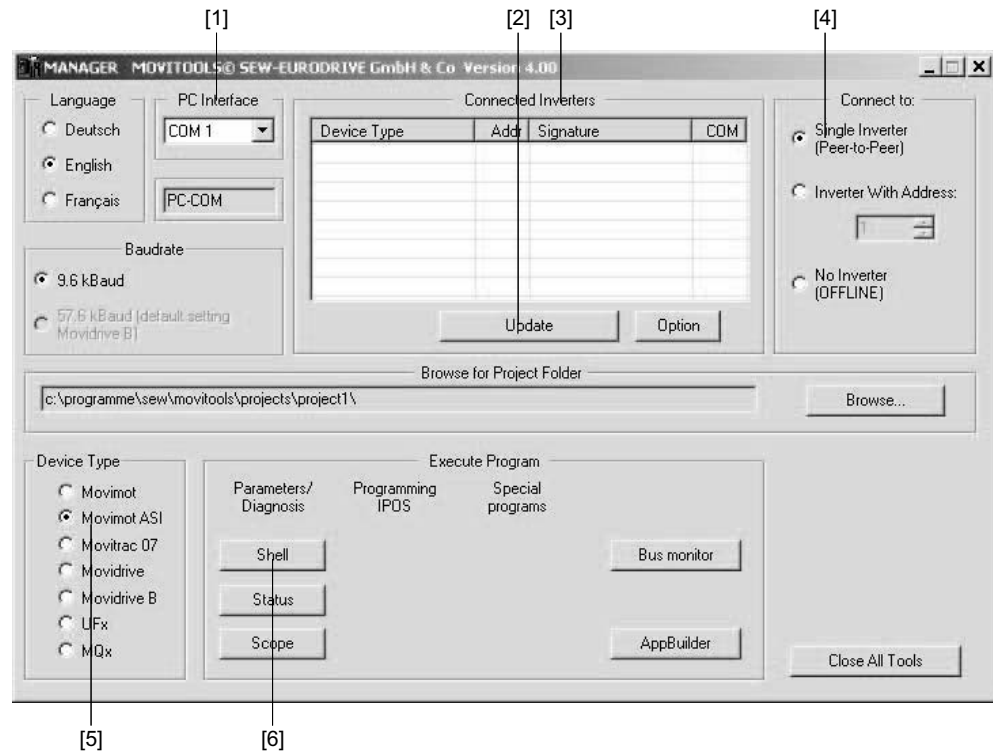 [1] [2] [3] [4]
MANAGER MOVITOOLS© SEW-EURODRIVE GmbH & Co Version 4.00
Language
Deutsch
English
Français
PC Interface
COM 1
PC-COM
Baudrate
9.6 kBaud
57.6 kBaud (default setting
Movidrive B)
Connected Inverters
Device Type Addr Signature COM
Update Option
Connect to:
Single Inverter
(Peer-to-Peer)
Inverter With Address:
1
No Inverter
(OFFLINE)
Browse for Project Folder
c:\programme\sew\movitools\projects\project1\
Browse...
Device Type
Movimot
Movimot ASI
Movitrac 07
Movidrive
Movidrive B
UFx
MQx
Execute Program
Parameters/
Diagnosis
Programming
IPOS
Special
programs
Shell
Status
Scope
Bus monitor
AppBuilder
Close All Tools
[5] [6]